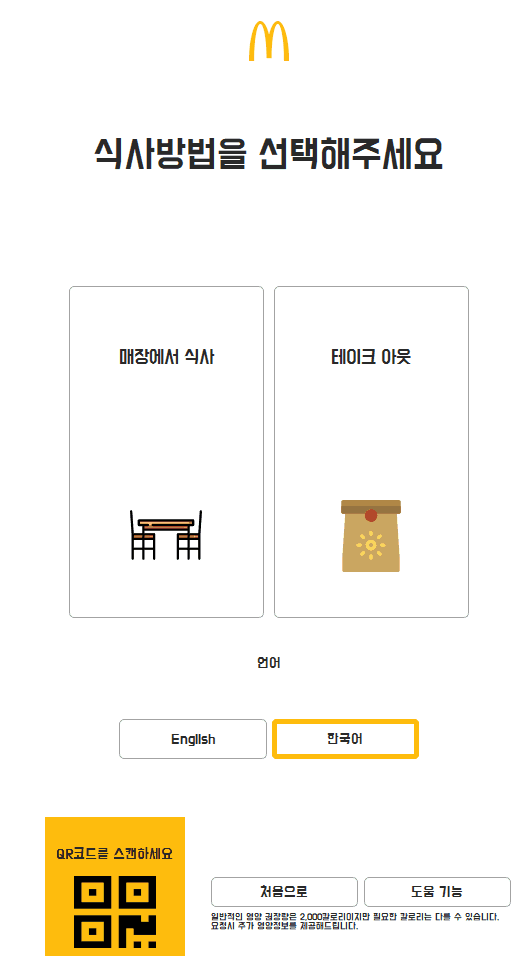 식사방법을 선택해주세요
매장에서 식사
테이크 아웃
언어
English
한국어
QR코드를 스캔하세요
처음으로
도움 기능
일반적인 영양 권장량은 2,000칼로리이지만 필요한 칼로리는 다를 수 있습니다.
요청시 추가 영양정보를 제공해드립니다.